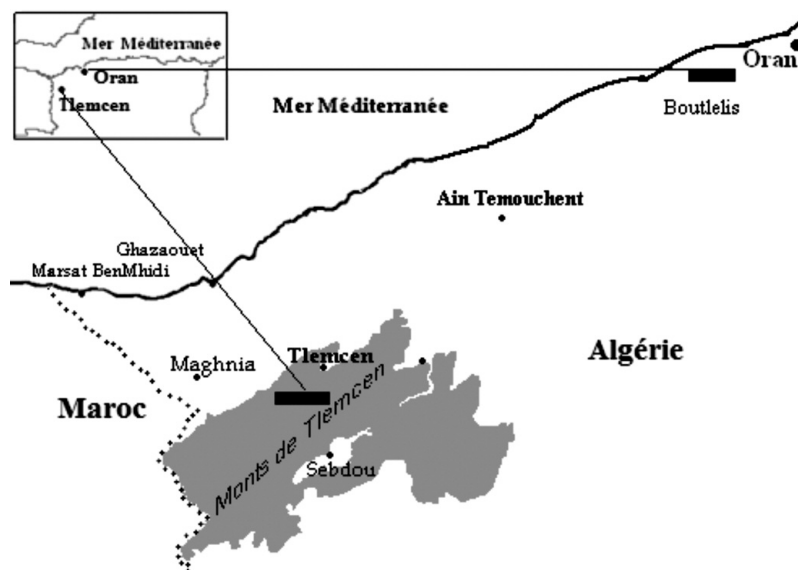 Mer Méditerranée
Oran
Tlemcen
Oran
Mer Méditerranée
Boutlelis
Ain Temouchent
Ghazaouet
Marsat BenMhidi
Tlemcen
Algérie
Maghnia
Maroc
Monts de Tlemcen
Sebdou